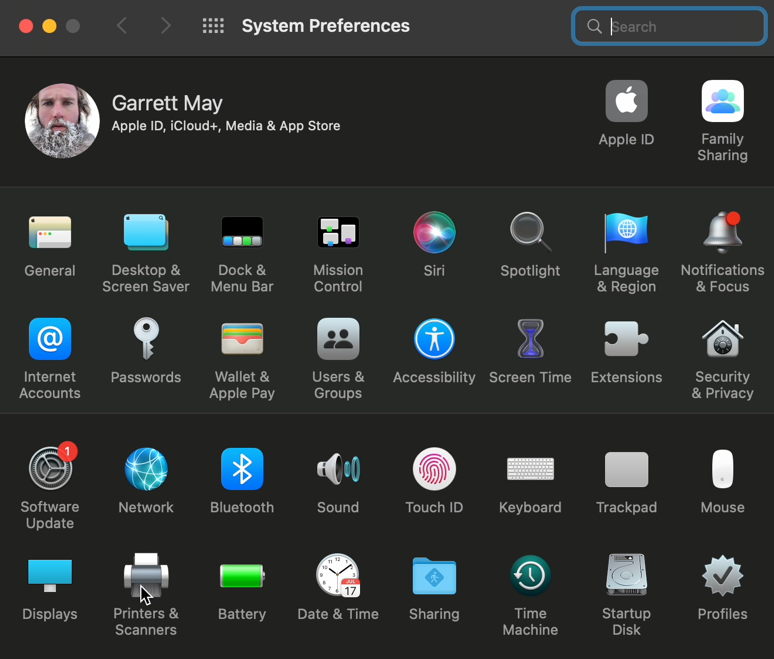 System Preferences
Search
Garrett May
Apple ID, iCloud+, Media & App Store
Apple ID
Family
Sharing
General
Desktop &
Screen Saver
Dock &
Menu Bar
Mission
Control
Siri
Spotlight
Language
& Region
Notifications
& Focus
@
Internet
Accounts
Passwords
Wallet &
Apple Pay
Users &
Groups
Accessibility
Screen Time
Extensions
Security
& Privacy
1
Software
Update
Network
Bluetooth
Sound
Touch ID
Keyboard
Trackpad
Mouse
Displays
Printers &
Scanners
Battery
JUL
17
Date & Time
Sharing
Time
Machine
Startup
Disk
Profiles